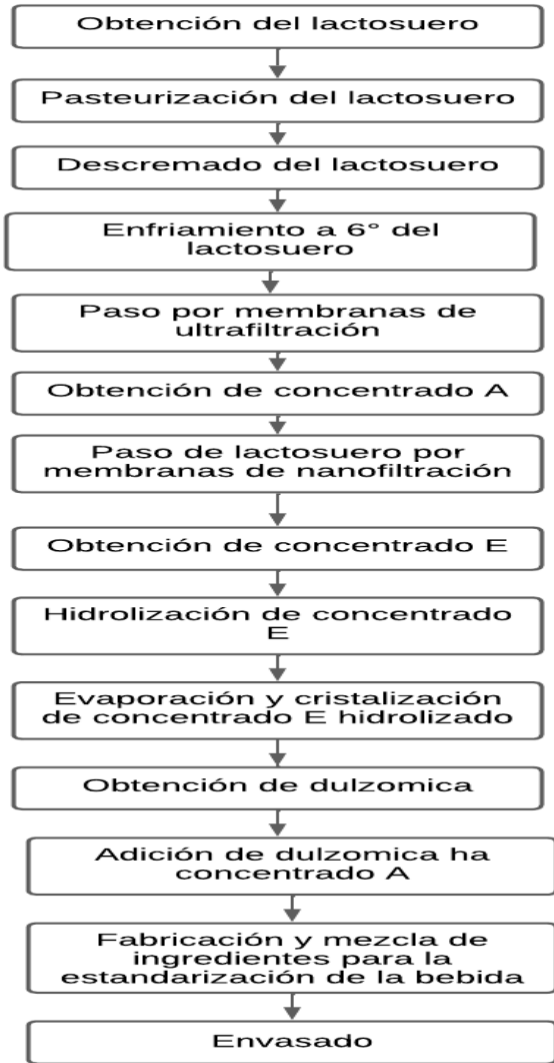 Obtención del lactosuero
Pasteurización del lactosuero
Descremado del lactosuero
Enfriamiento a 6° del
lactosuero
Paso por membranas de
ultrafiltración
Obtención de concentrado A
Paso de lactosuero por
membranas de nanofiltración
Obtención de concentrado E
Hidrolización de concentrado
E
Evaporación y cristalización
de concentrado E hidrolizado
Obtención de dulzomica
Adición de dulzomica ha
concentrado A
Fabricación y mezcla de
ingredientes para la
estandarización de la bebida
Envasado